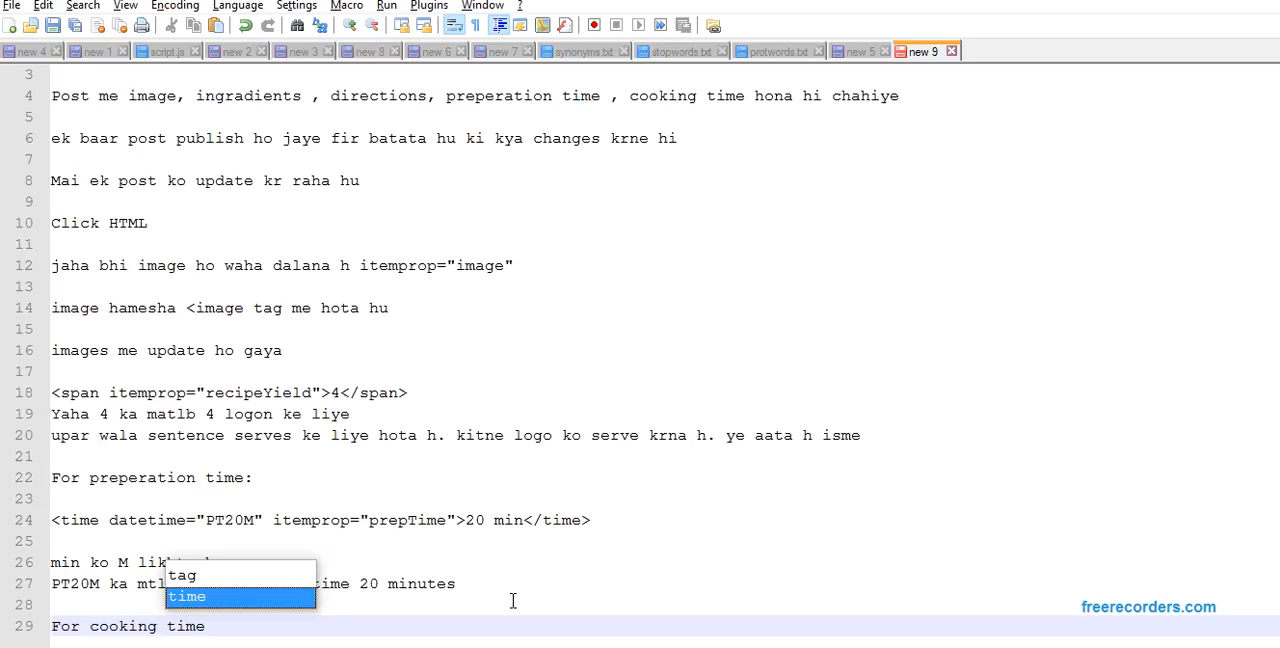 File Edit Search View Encoding Language Settings Macro Run Plugins Window ?
new 4 new 1 script.js new 2 new 3 new 8 new 6 new 7 synonyms.txt stopwords.txt protwords.txt new 5 new 9
3
4 Post me image, ingredients , directions, preperation time , cooking time hona hi chahiye
5
6 ek baar post publish ho jaye fir batata hu ki kya changes krne hi
7
8 Mai ek post ko update kr raha hu
9
10 Click HTML
11
12 jaha bhi image ho waha dalana h itemprop="image"
13
14 image hamesha <image tag me hota hu
15
16 images me update ho gaya
17
18 <span itemprop="recipeYield">4</span>
19 Yaha 4 ka matlb 4 logon ke liye
20 upar wala sentence serves ke liye hota h. kitne logo ko serve krna h. ye aata h isme
21
22 For preperation time:
23
24 <time datetime="PT20M" itemprop="prepTime">20 min</time>
25
26 min ko M
tag
27 PT20M ka time 20 minutes
time
28
freerecorders.com
29 For cooking time